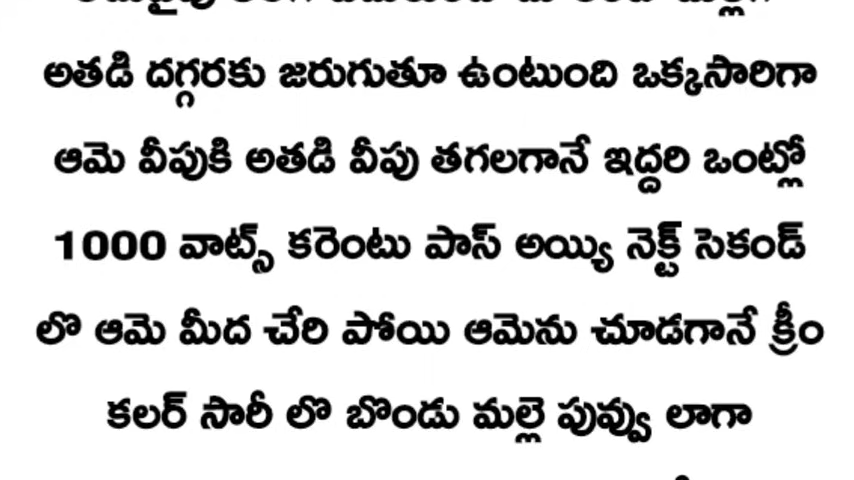 అతడి దగ్గరకు జరుగుతూ ఉంటుంది ఒక్కసారిగా
ఆమె వీపుకి అతడి వీపు తగలగానే ఇద్దరి ఒంట్లో
1000 వాట్స్ కరెంటు పాస్ అయ్యి నెక్ట్ సెకండ్
లొ ఆమె మీద చేరి పోయి ఆమెను చూడగానే క్రీం
కలర్ సారీ లొ బొండు మల్లె పువ్వు లాగా